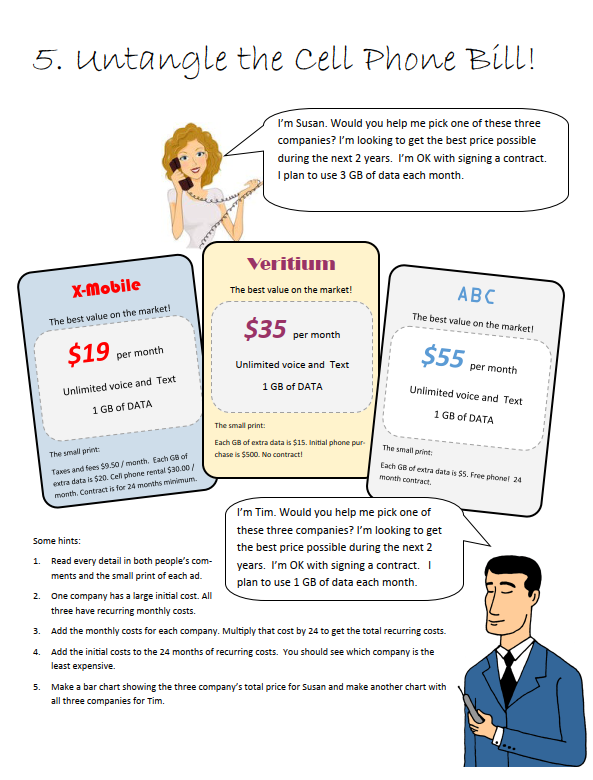 5. Untangle the Cell Phone Bill!
I'm Susan. Would you help me pick one of these three
companies? I'm looking to get the best price possible
during the next 2 years. I'm OK with signing a contract.
I plan to use 3 GB of data each month.
X-Mobile
The best value on the market!
$19 per month
Unlimited voice and Text
1 GB of DATA
The small print:
Taxes and fees $9.50 / month. Each GB of
extra data is $20. Cell phone rental $30.00 /
month. Contract is for 24 months minimum.
Veritium
The best value on the market!
$35 per month
Unlimited voice and Text
1 GB of DATA
The small print:
Each GB of extra data is $15. Initial phone pur-
chase is $500. No contract!
ABC
The best value on the market!
$55 per month
Unlimited voice and Text
1 GB of DATA
The small print:
Each GB of extra data is $5. Free phone! 24
month contract.
I'm Tim. Would you help me pick one of
these three companies? I'm looking to get
the best price possible during the next 2
years. I'm OK with signing a contract. I
plan to use 1 GB of data each month.
Some hints:
1. Read every detail in both people's com-
ments and the small print of each ad.
2. One company has a large initial cost. All
three have recurring monthly costs.
3. Add the monthly costs for each company. Multiply that cost by 24 to get the total recurring costs.
4. Add the initial costs to the 24 months of recurring costs. You should see which company is the
least expensive.
5. Make a bar chart showing the three company's total price for Susan and make another chart with
all three companies for Tim.